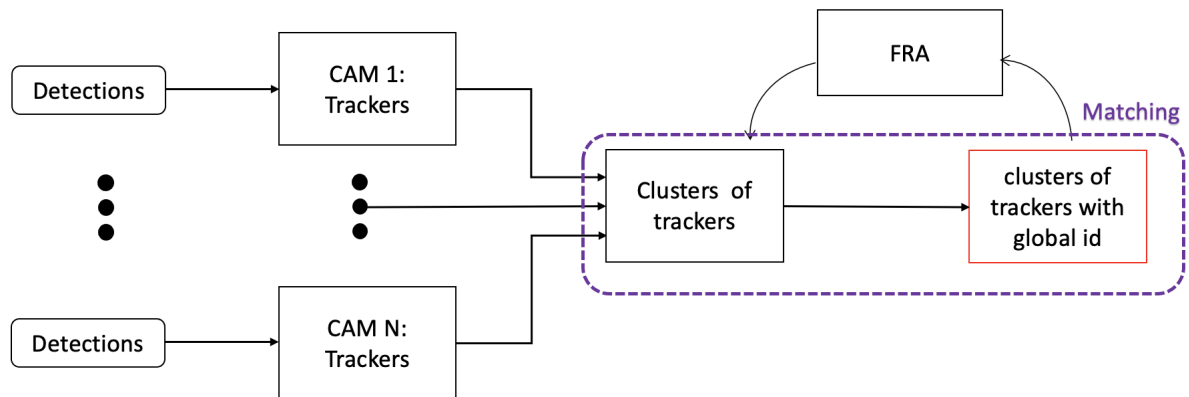 Detections
CAM 1:
Trackers
FRA
Matching
Clusters of
trackers
clusters of
trackers with
global id
Detections
CAM N:
Trackers